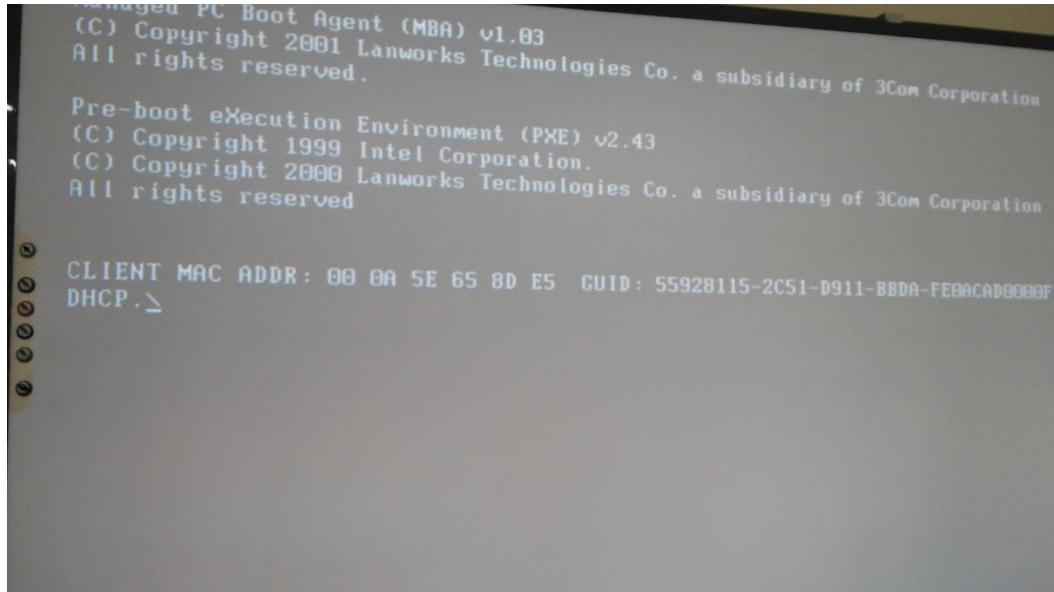 Managed PC Boot Agent (MBA) v1.03
(C) Copyright 2001 Lanworks Technologies Co. a subsidiary of 3Com Corporation
All rights reserved.
Pre-boot eXecution Environment (PXE) v2.43
(C) Copyright 1999 Intel Corporation.
(C) Copyright 2000 Lanworks Technologies Co. a subsidiary of 3Com Corporation
All rights reserved
CLIENT MAC ADDR: 00 0A 5E 65 8D E5 GUID: 55928115-2C51-D911-BBDA-FE0ACAD0000F
DHCP.\